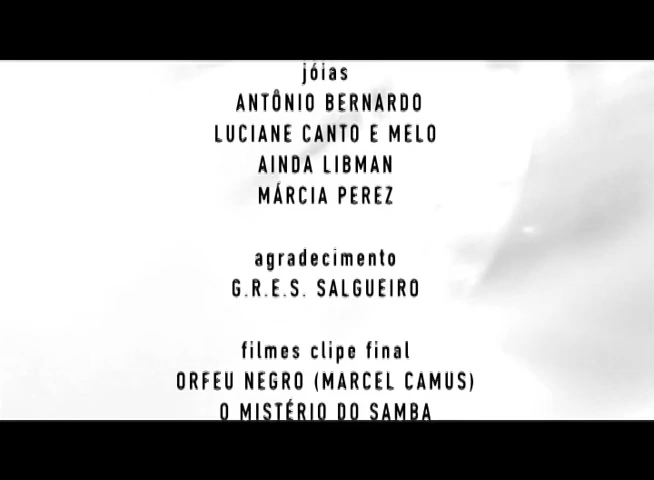 jóias
ANTÔNIO BERNARDO
LUCIANE CANTO E MELO
AINDA LIBMAN
MÁRCIA PEREZ
agradecimento
G.R.E.S. SALGUEIRO
filmes clipe final
ORFEU NEGRO (MARCEL CAMUS)
O MISTÉRIO DO SAMBA